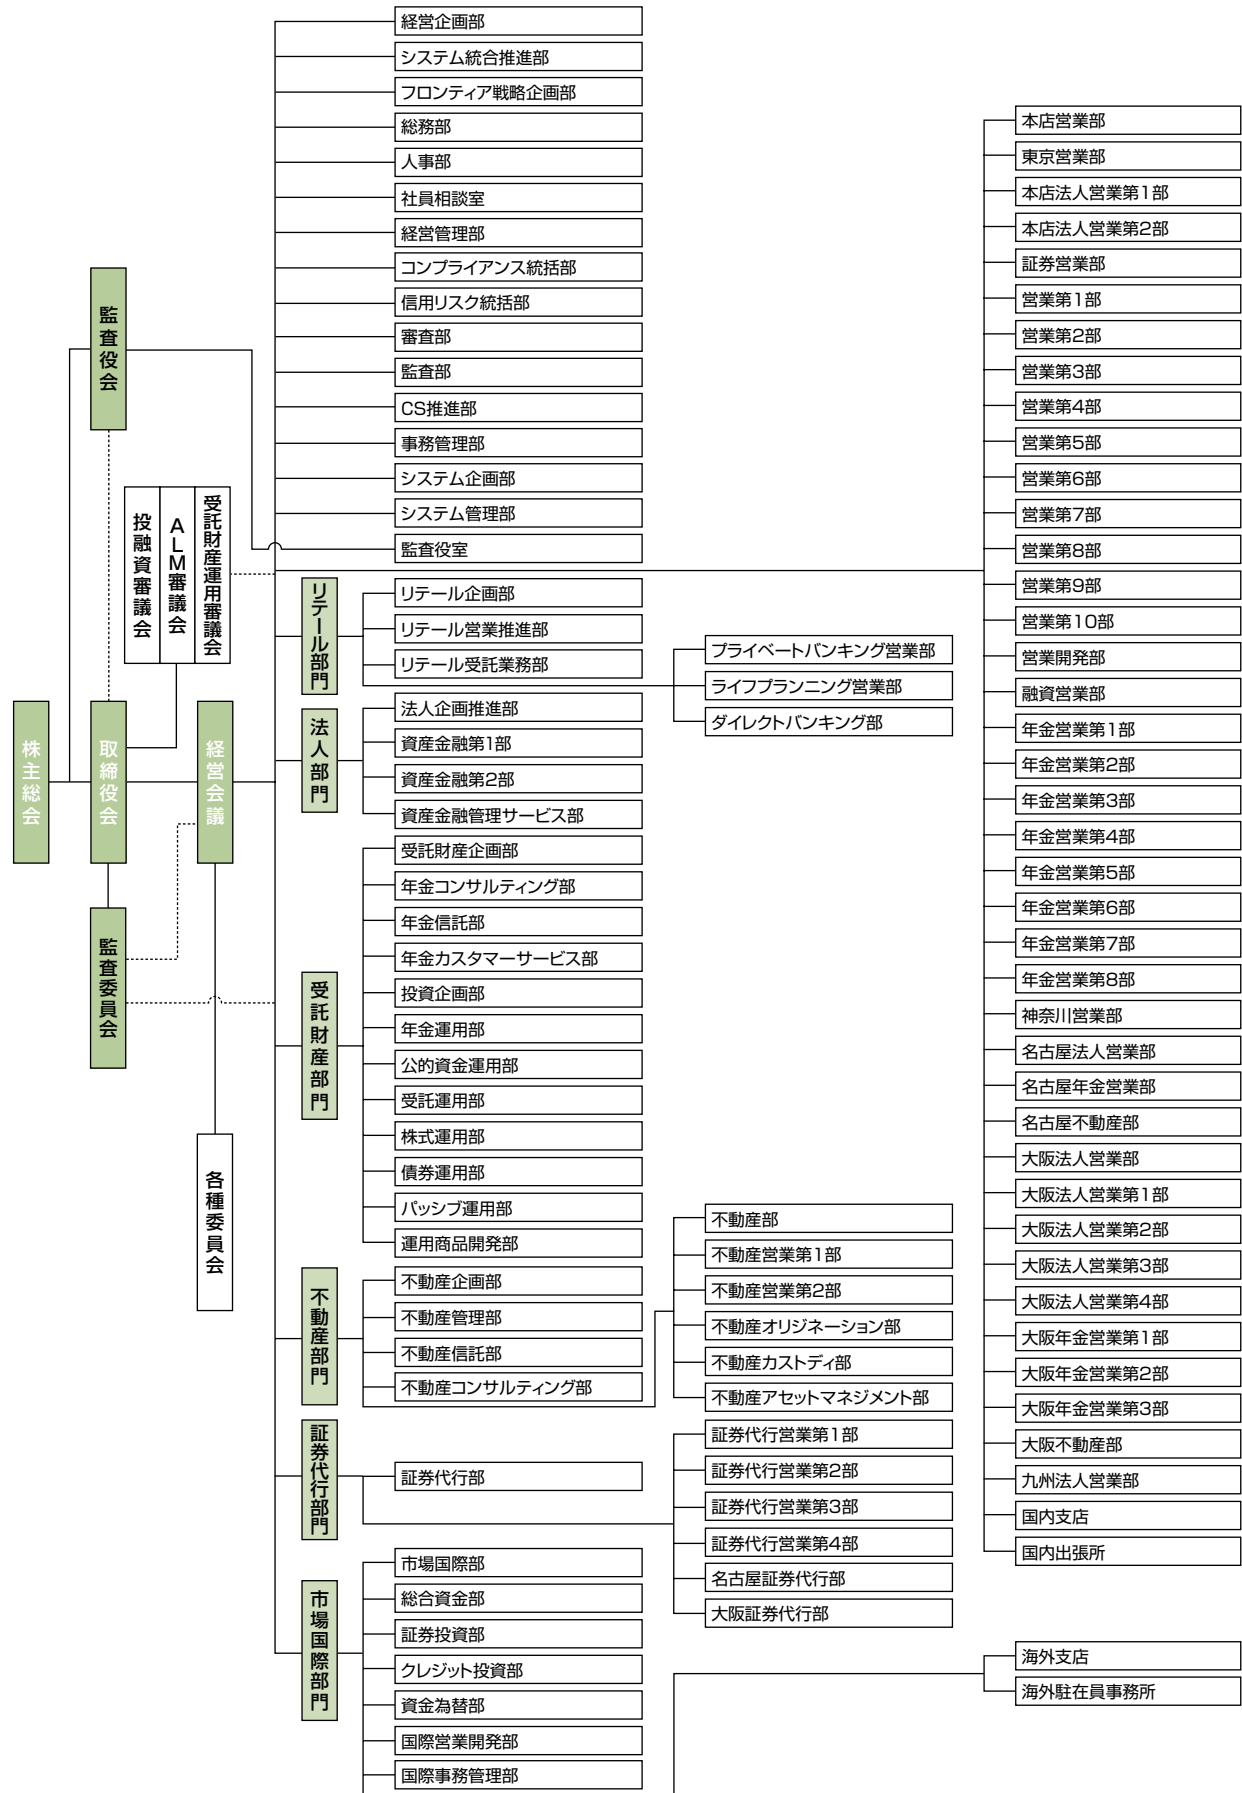 株主総会
監査役会
取締役会
監査委員会
投融資審議会
ALM審議会
受託財産運用審議会
経営会議
各種委員会
経営企画部
システム統合推進部
フロンティア戦略企画部
総務部
人事部
社員相談室
経営管理部
コンプライアンス統括部
信用リスク統括部
審査部
監査部
CS推進部
事務管理部
システム企画部
システム管理部
監査役室
リテール部門
リテール企画部
リテール営業推進部
リテール受託業務部
プライベートバンキング営業部
ライフプランニング営業部
ダイレクトバンキング部
法人部門
法人企画推進部
資産金融第1部
資産金融第2部
資産金融管理サービス部
受託財産部門
受託財産企画部
年金コンサルティング部
年金信託部
年金カスタマーサービス部
投資企画部
年金運用部
公的資金運用部
受託運用部
株式運用部
債券運用部
パッシブ運用部
運用商品開発部
不動産部門
不動産企画部
不動産管理部
不動産信託部
不動産コンサルティング部
不動産部
不動産営業第1部
不動産営業第2部
不動産オリジネーション部
不動産カストディ部
不動産アセットマネジメント部
証券代行部門
証券代行部
証券代行営業第1部
証券代行営業第2部
証券代行営業第3部
証券代行営業第4部
名古屋証券代行部
大阪証券代行部
市場国際部門
市場国際部
総合資金部
証券投資部
クレジット投資部
資金為替部
国際営業開発部
国際事務管理部
本店営業部
東京営業部
本店法人営業第1部
本店法人営業第2部
証券営業部
営業第1部
営業第2部
営業第3部
営業第4部
営業第5部
営業第6部
営業第7部
営業第8部
営業第9部
営業第10部
営業開発部
融資営業部
年金営業第1部
年金営業第2部
年金営業第3部
年金営業第4部
年金営業第5部
年金営業第6部
年金営業第7部
年金営業第8部
神奈川営業部
名古屋法人営業部
名古屋年金営業部
名古屋不動産部
大阪法人営業部
大阪法人営業第1部
大阪法人営業第2部
大阪法人営業第3部
大阪法人営業第4部
大阪年金営業第1部
大阪年金営業第2部
大阪年金営業第3部
大阪不動産部
九州法人営業部
国内支店
国内出張所
海外支店
海外駐在員事務所